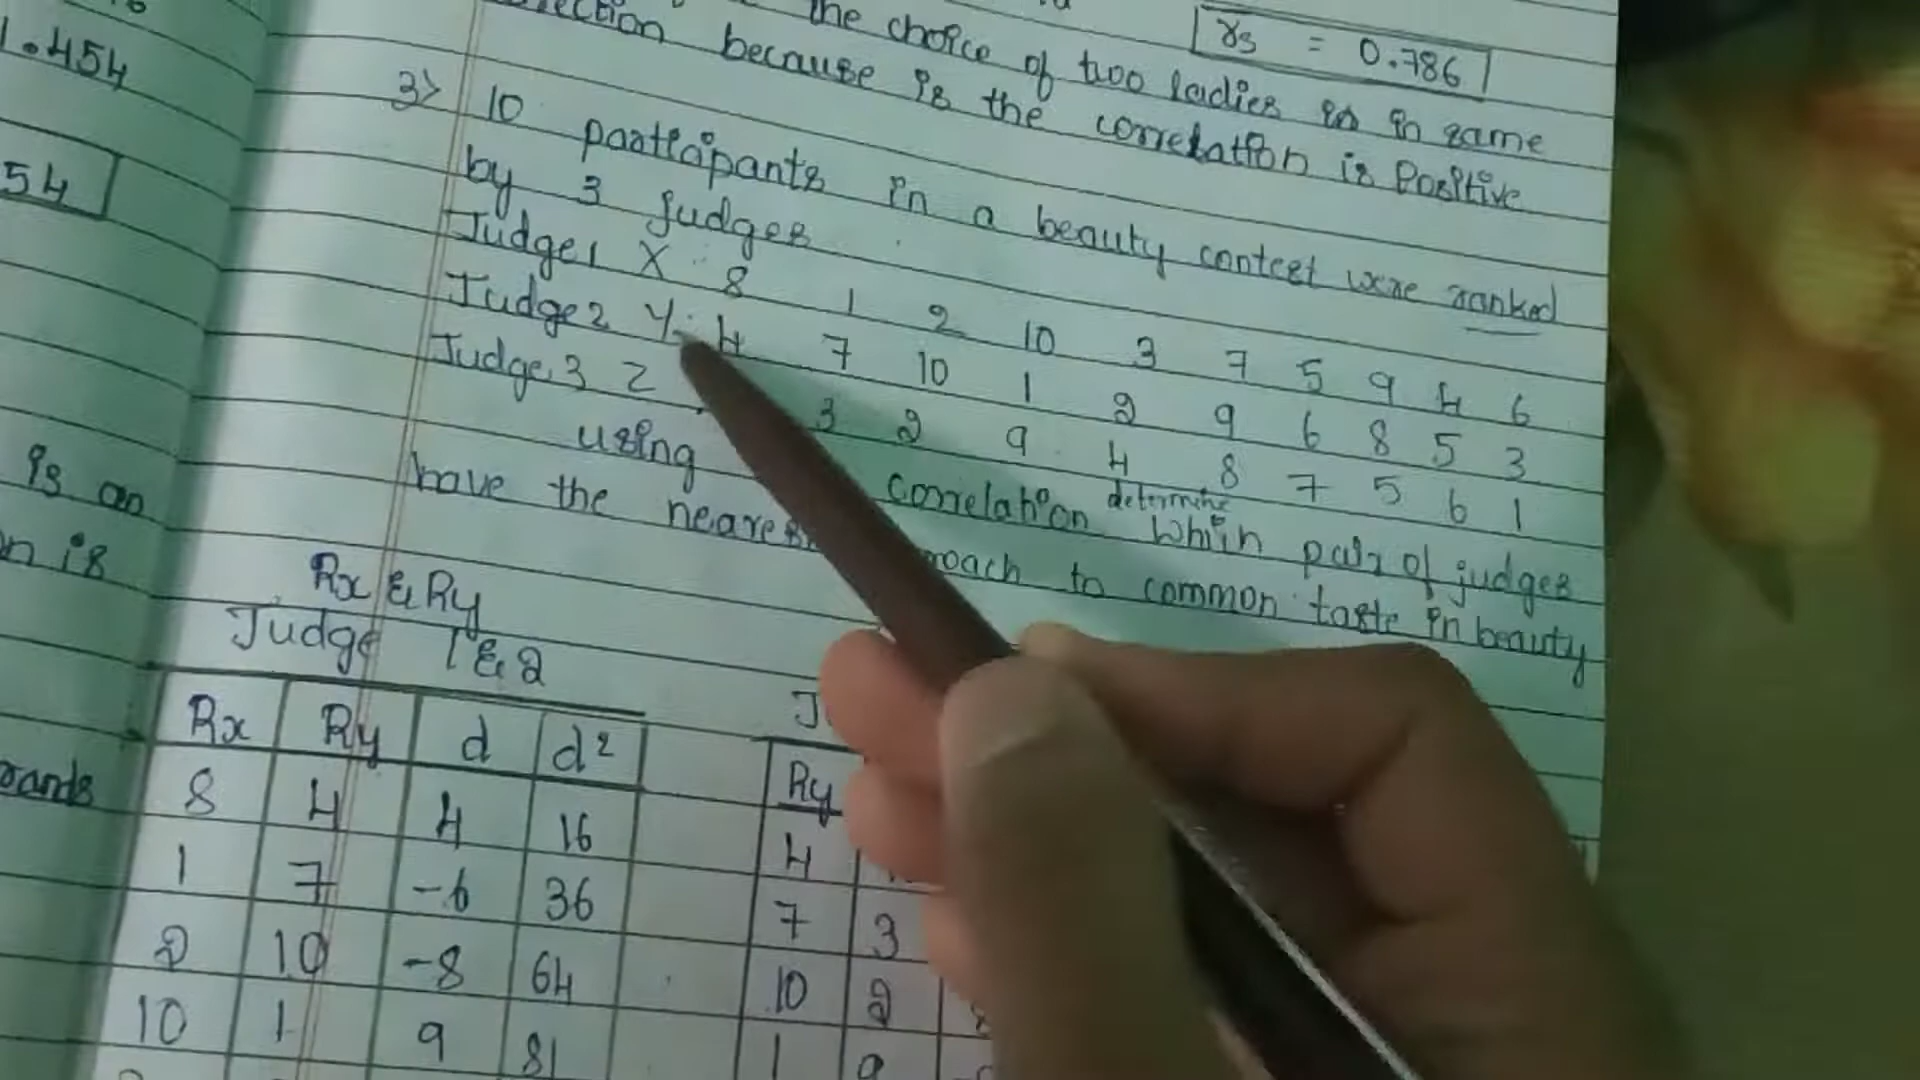 1.454
54
is an
n is
rands
the choice of two ladies is in same
rs = 0.786
because is the correlation is Positive
3> 10 participants in a beauty contest were ranked
by 3 judges
Judge1 X 8 1 2 10 3 7 5 9 4 6
Judge2 Y 4 7 10 1 2 9 6 8 5 3
Judge3 Z 3 2 9 4 8 7 5 6 1
using correlation determine which pair of judges
have the to common taste in beauty
Rx & Ry
Judge 1 & 2
Rx Ry d d²
8 4 4 16
1 7 -6 36
2 10 -8 64
10 1 9 81
Ry
4
7 3
10 2
1 9